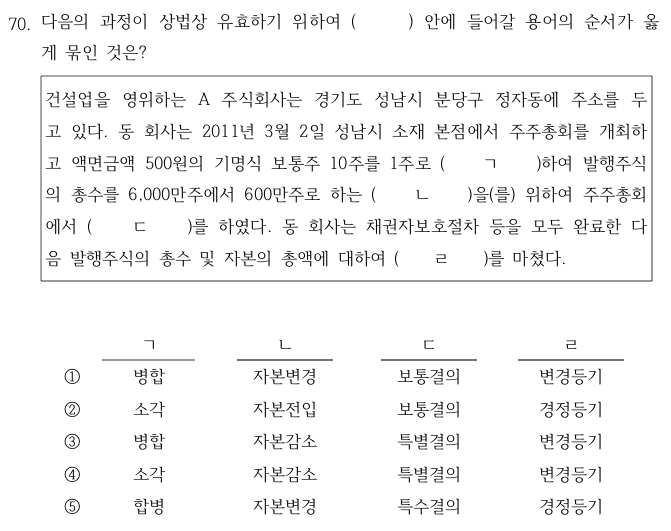 70. 다음의 과정이 상법상 유효하기 위하여 (      ) 안에 들어갈 용어의 순서가 옳
게 묶인 것은?
건설업을 영위하는 A 주식회사는 경기도 성남시 분당구 정자동에 주소를 두
고 있다. 동 회사는 2011년 3월 2일 성남시 소재 본점에서 주주총회를 개최하
고 액면금액 500원의 기명식 보통주 10주를 1주로 (   ㄱ   )하여 발행주식
의 총수를 6,000만주에서 600만주로 하는 (   ㄴ   )을(를) 위하여 주주총회
에서 (   ㄷ   )를 하였다. 동 회사는 채권자보호절차 등을 모두 완료한 다
음 발행주식의 총수 및 자본의 총액에 대하여 (   ㄹ   )를 마쳤다.
ㄱ ㄴ ㄷ ㄹ
① 병합 자본변경 보통결의 변경등기
② 소각 자본전입 보통결의 경정등기
③ 병합 자본감소 특별결의 변경등기
④ 소각 자본감소 특별결의 변경등기
⑤ 합병 자본변경 특수결의 경정등기